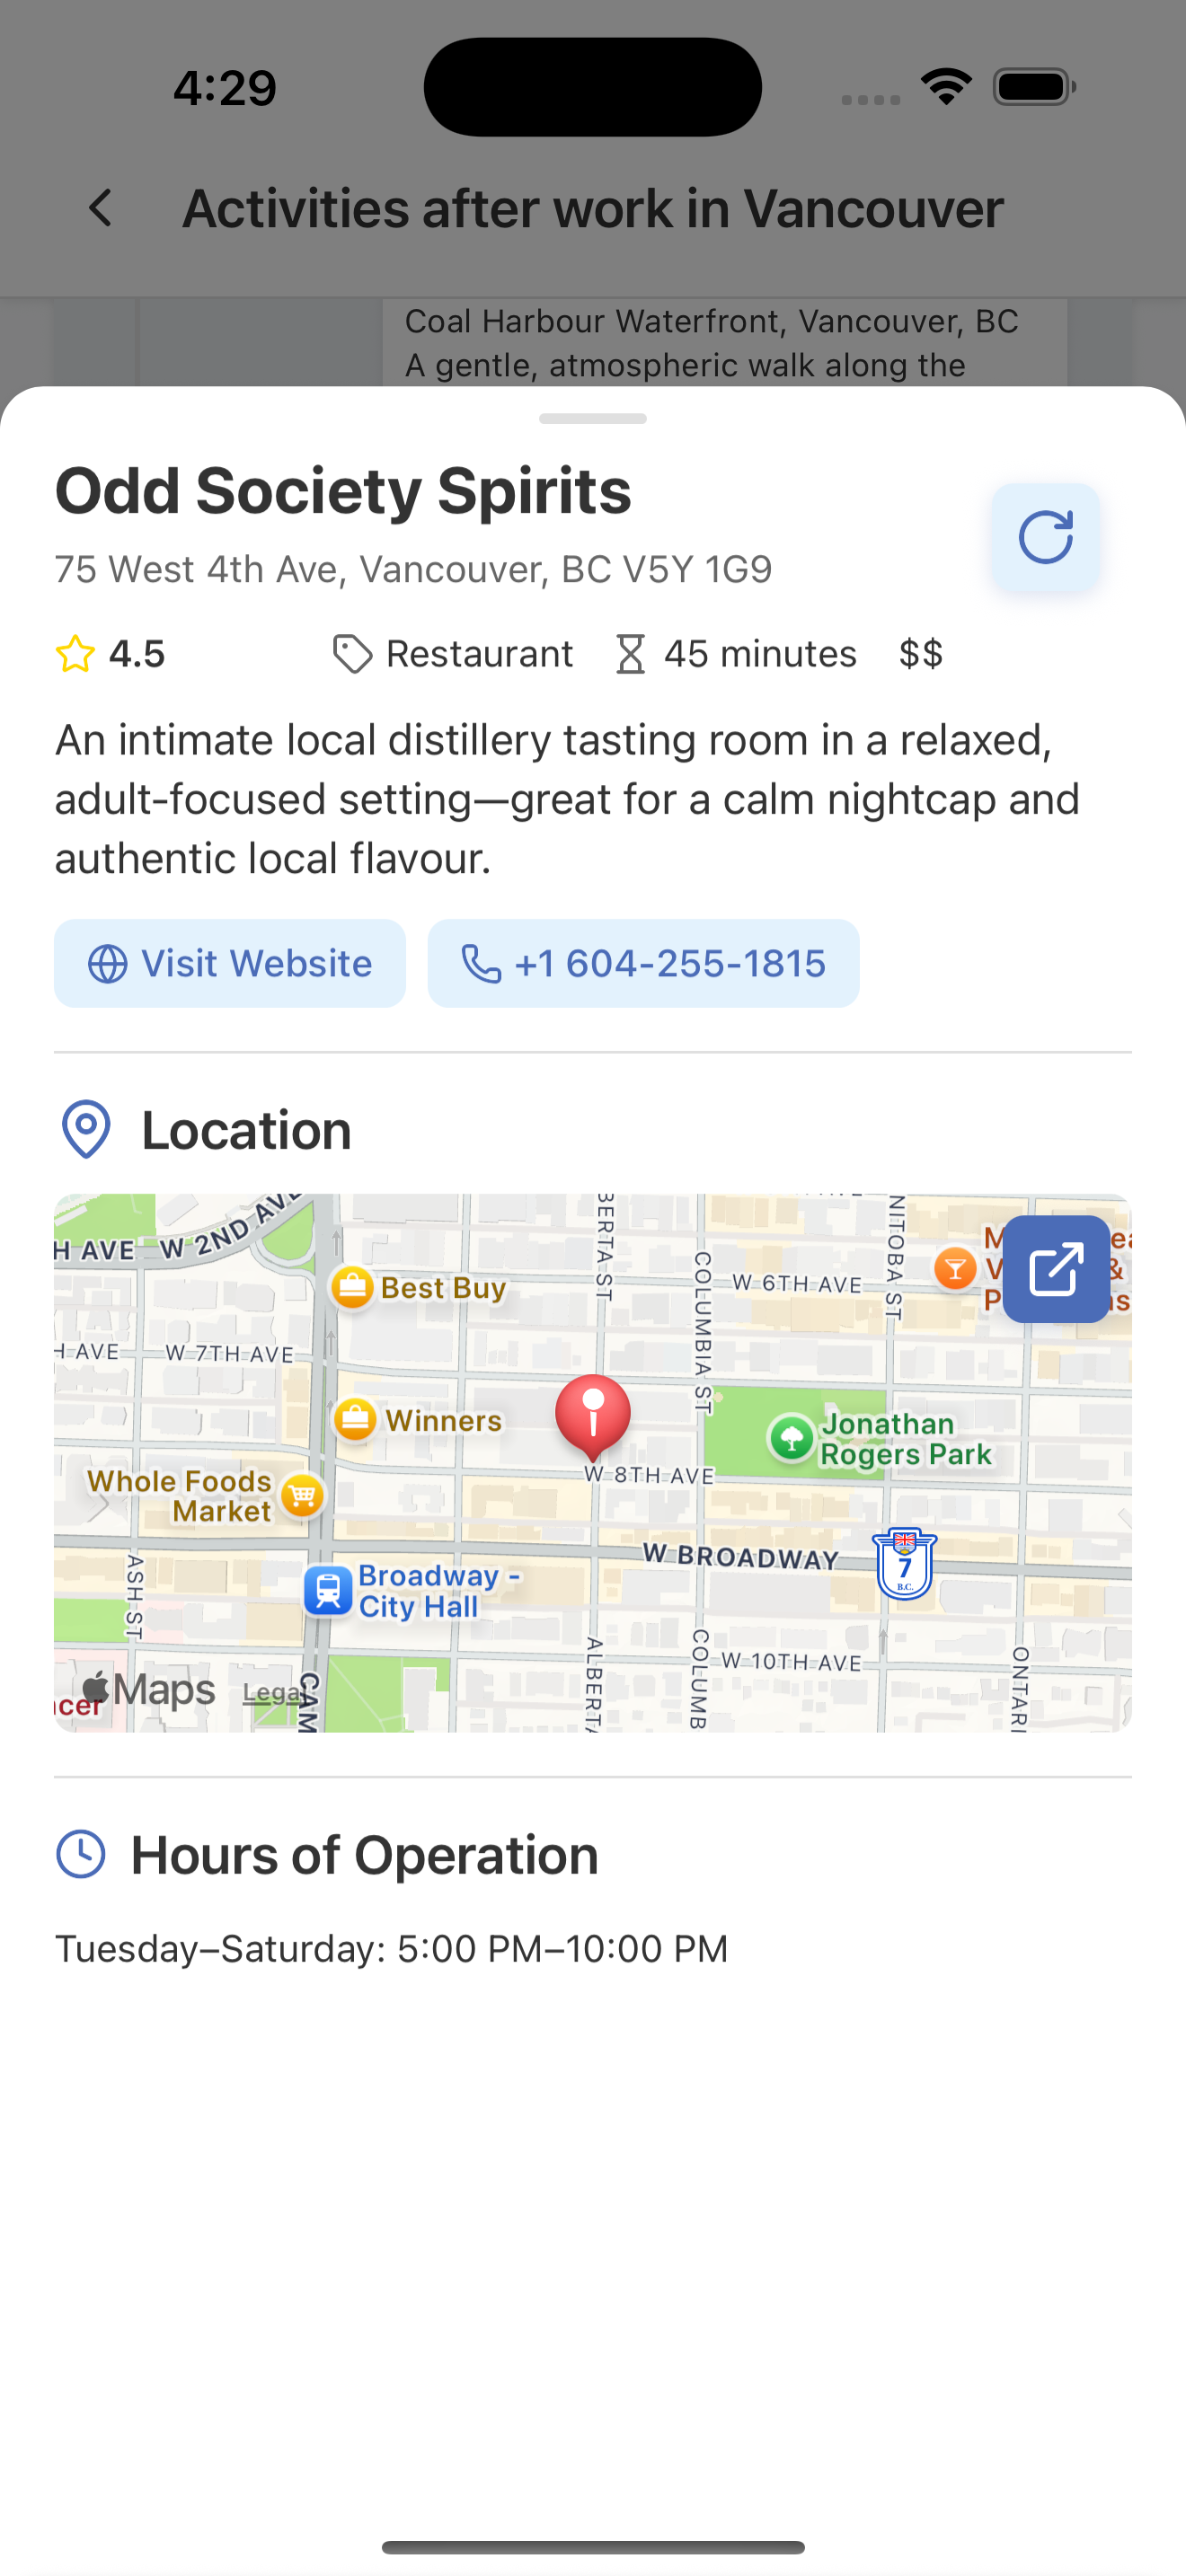 4:29
Activities after work in Vancouver
Coal Harbour Waterfront, Vancouver, BC
A gentle, atmospheric walk along the
Odd Society Spirits
75 West 4th Ave, Vancouver, BC V5Y 1G9
4.5
Restaurant
45 minutes
$$
An intimate local distillery tasting room in a relaxed,
adult-focused setting—great for a calm nightcap and
authentic local flavour.
Visit Website
+1 604-255-1815
Location
H AVE
W 2ND AVE
BERTA ST
NITOBA ST
COLUMBIA ST
Best Buy
W 6TH AVE
H AVE
W 7TH AVE
Winners
Jonathan
Rogers Park
W 8TH AVE
Whole Foods
Market
W BROADWAY
7
B.C.
ASH ST
Broadway -
City Hall
ALBERTA
COLUMB
W 10TH AVE
ONTARI
Maps
Legal
CAM
ncer
Hours of Operation
Tuesday–Saturday: 5:00 PM–10:00 PM